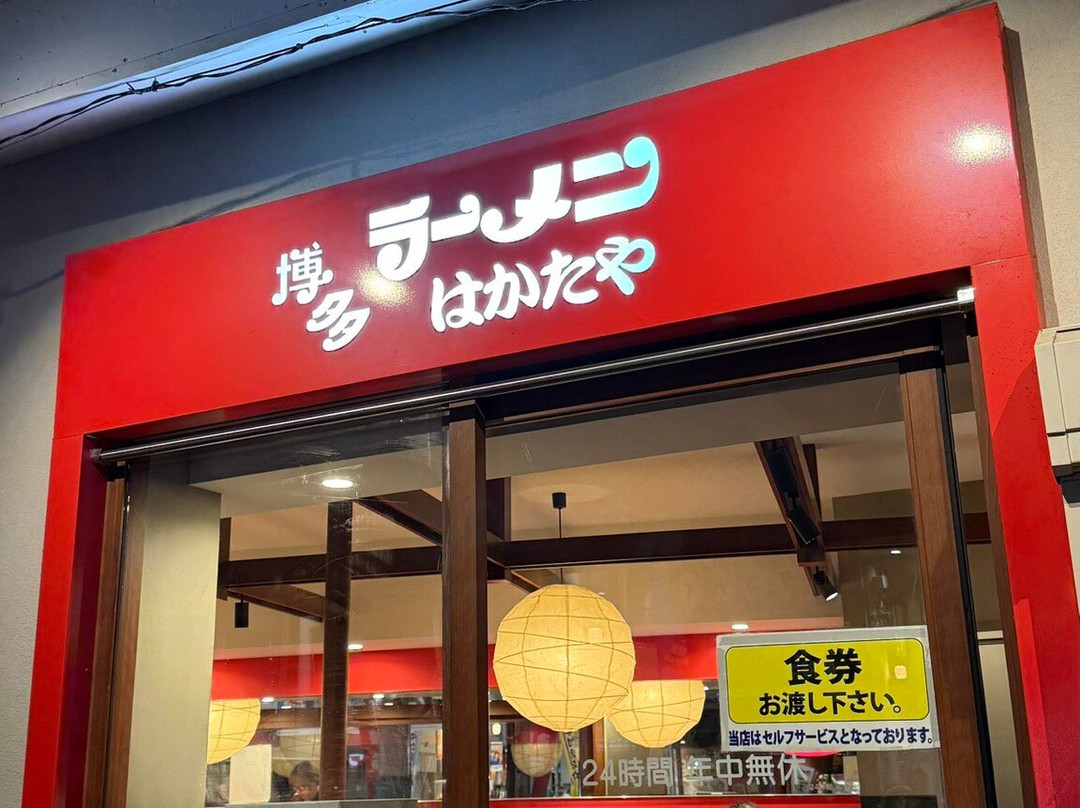 博多
ラーメン
はかたや
食券
お渡し下さい。
当店はセルフサービスとなっております。
24時間 年中無休